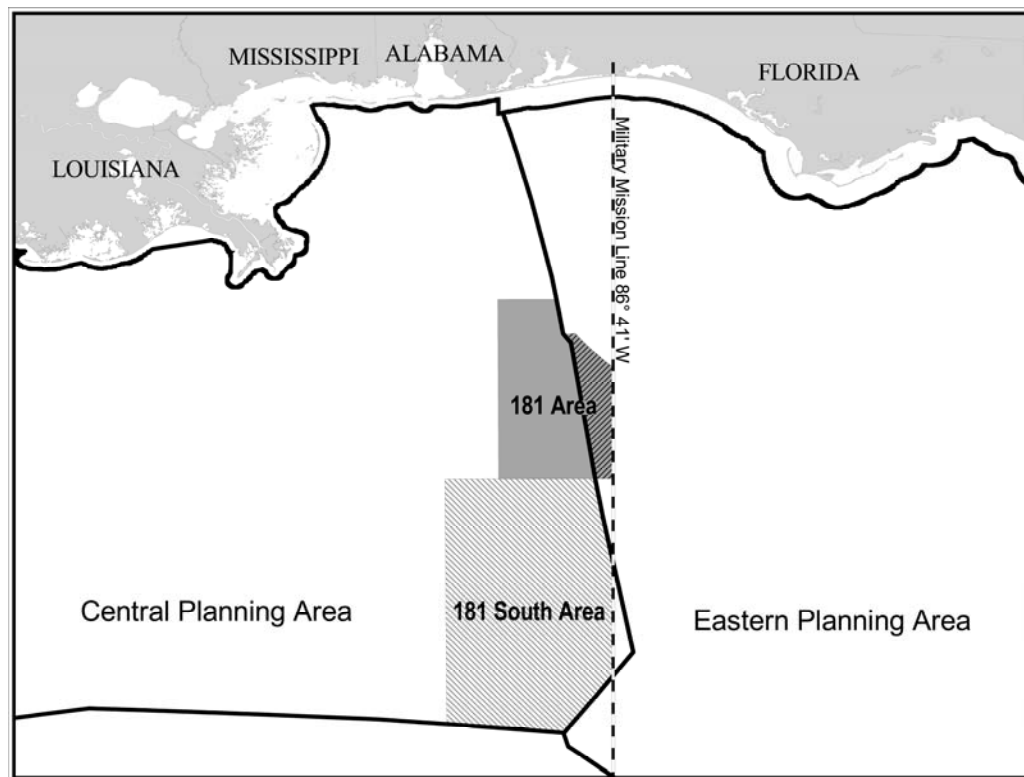 MISSISSIPPI
ALABAMA
FLORIDA
LOUISIANA
Military Mission Line 86° 41' W
181 Area
181 South Area
Central Planning Area
Eastern Planning Area